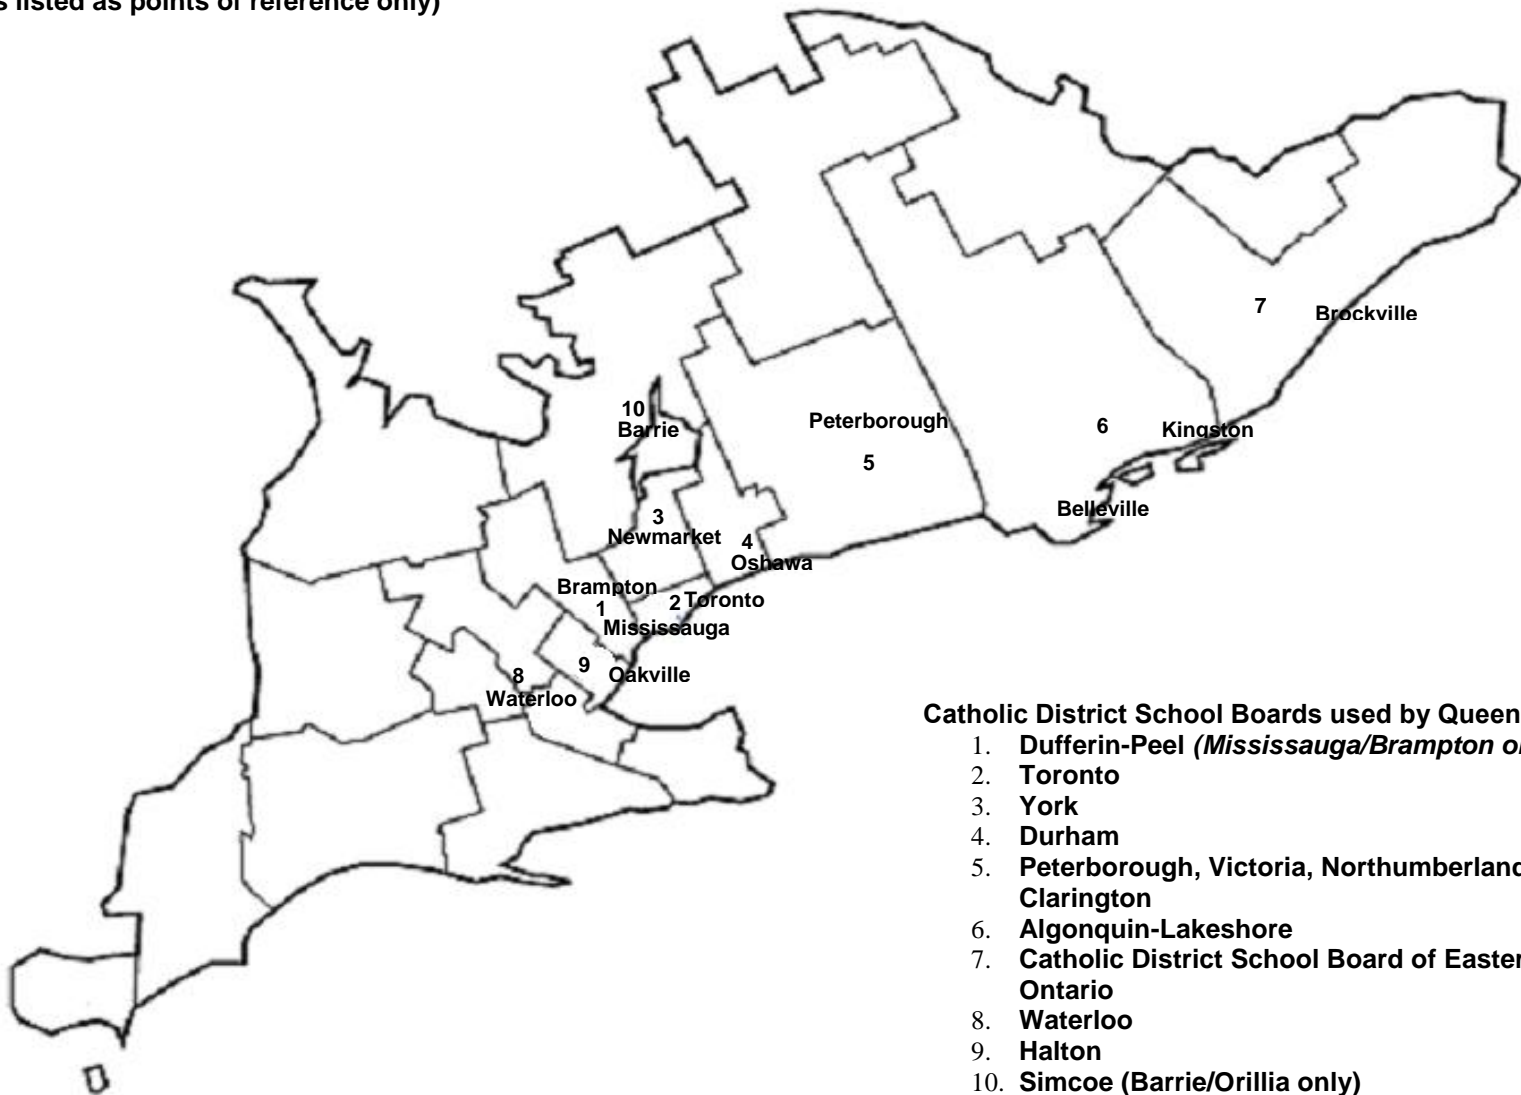 s listed as points of reference only)
7
Brockville
10
Barrie
Peterborough
5
6
Kingston
Belleville
3
Newmarket
4
Oshawa
Brampton
1
2 Toronto
Mississauga
8
Waterloo
9
Oakville
Catholic District School Boards used by Queen
1. Dufferin-Peel (Mississauga/Brampton o
2. Toronto
3. York
4. Durham
5. Peterborough, Victoria, Northumberland
Clarington
6. Algonquin-Lakeshore
7. Catholic District School Board of Easter
Ontario
8. Waterloo
9. Halton
10. Simcoe (Barrie/Orillia only)